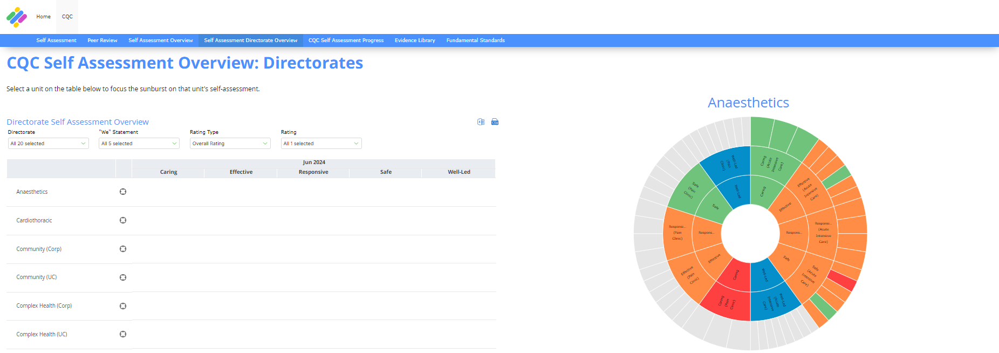 Home
CQC
Self Assessment
Peer Review
Self Assessment Overview
Self Assessment Directorate Overview
CQC Self Assessment Progress
Evidence Library
Fundamental Standards
CQC Self Assessment Overview: Directorates
Select a unit on the table below to focus the sunburst on that unit's self-assessment.
Directorate Self Assessment Overview
CSV
Directorate
"We" Statement
Rating Type
Rating
All 20 selected
All 5 selected
Overall Rating
All 1 selected
Jun 2024
Caring
Effective
Responsive
Safe
Well-Led
Anaesthetics
Cardiothoracic
Community (Corp)
Community (UC)
Complex Health (Corp)
Complex Health (UC)
Anaesthetics
Caring
(Acute
Intensive
Care)
Effective
(Acute
Intensive
Care)
Responsi...
(Acute
Intensive
Care)
Safe
(Acute
Intensive
Care)
Well-Led
(Acute
Intensive
Care)
Caring
(Pain
Clinic)
Effective
(Pain
Clinic)
Responsi...
(Pain
Clinic)
Safe
(Pain
Clinic)
Well-Led
(Pain
Clinic)
Caring
Effective
Respons...
Safe
Well-Led
Caring
Effective
Respons...
Safe
Well-Led